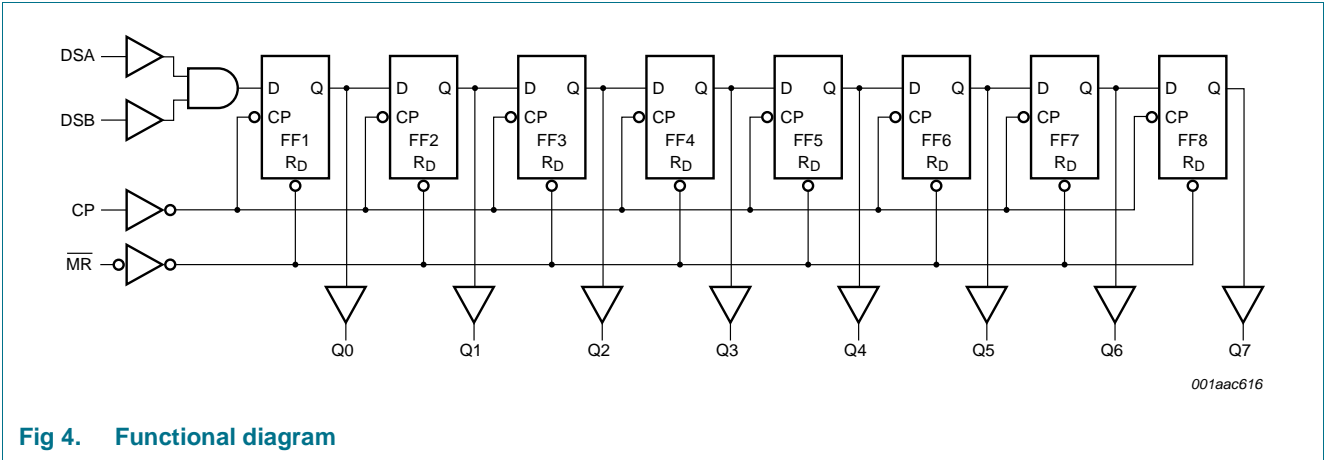 DSA
DSB
CP
M̅R̅
D Q
CP
FF1
RD
D Q
CP
FF2
RD
D Q
CP
FF3
RD
D Q
CP
FF4
RD
D Q
CP
FF5
RD
D Q
CP
FF6
RD
D Q
CP
FF7
RD
D Q
CP
FF8
RD
Q0 Q1 Q2 Q3 Q4 Q5 Q6 Q7
001aac616
Fig 4. Functional diagram